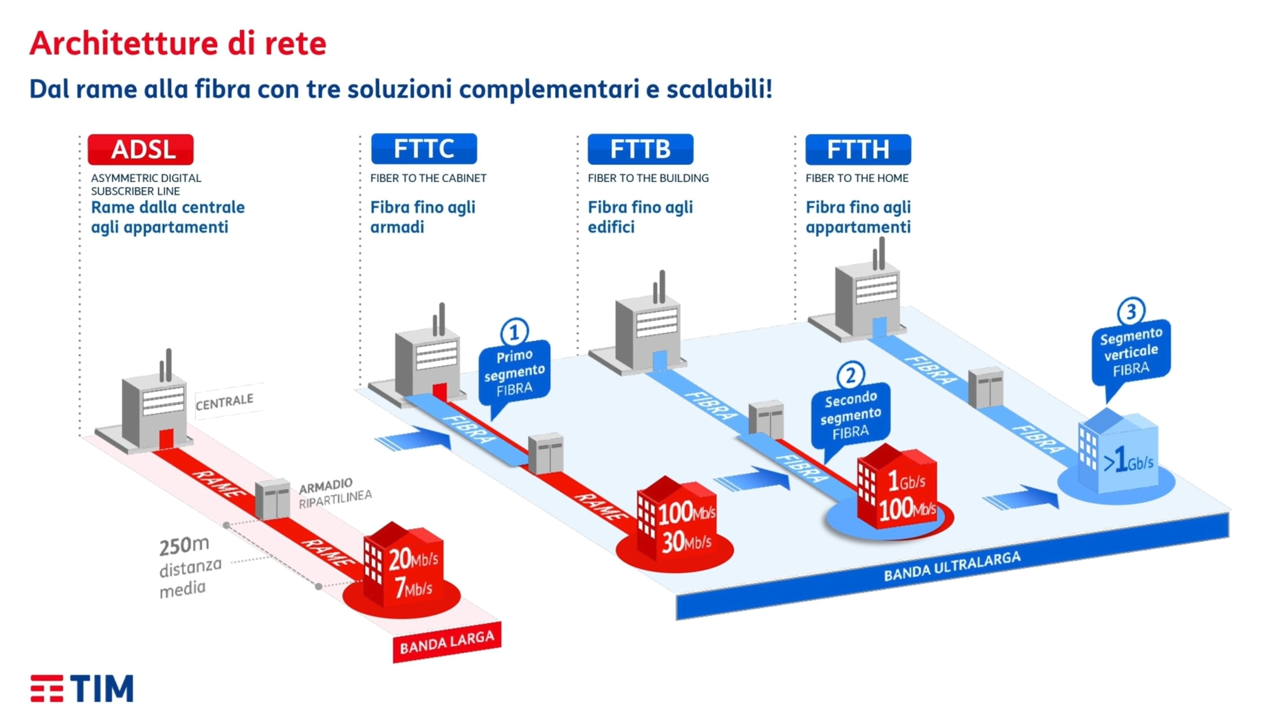 Architetture di rete
Dal rame alla fibra con tre soluzioni complementari e scalabili!
ADSL
ASYMMETRIC DIGITAL
SUBSCRIBER LINE
Rame dalla centrale
agli appartamenti
FTTC
FIBER TO THE CABINET
Fibra fino agli
armadi
FTTB
FIBER TO THE BUILDING
Fibra fino agli
edifici
FTTH
FIBER TO THE HOME
Fibra fino agli
appartamenti
CENTRALE
RAME
ARMADIO
RIPARTILINEA
RAME
250m
distanza
media
20Mb/s
7Mb/s
BANDA LARGA
1
Primo
segmento
FIBRA
FIBRA
RAME
100Mb/s
30Mb/s
FIBRA
2
Secondo
segmento
FIBRA
FIBRA
1Gb/s
100Mb/s
FIBRA
FIBRA
3
Segmento
verticale
FIBRA
>1Gb/s
BANDA ULTRALARGA
TIM